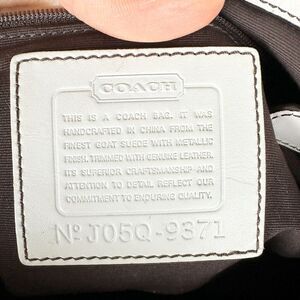 COACH
THIS IS A COACH BAG. IT WAS
HANDCRAFTED IN CHINA FROM THE
FINEST GOAT SUEDE WITH METALLIC
FINISH, TRIMMED WITH GENUINE LEATHER.
ITS SUPERIOR CRAFTSMANSHIP AND
ATTENTION TO DETAIL REFLECT OUR
COMMITMENT TO ENDURING QUALITY.
Nº J05Q-9371